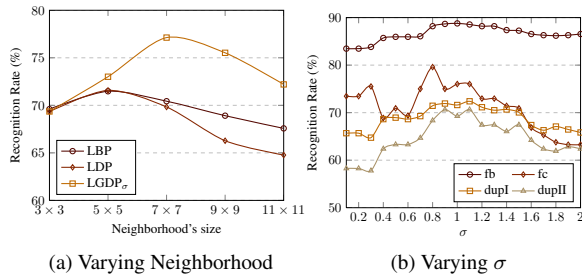 80
75
70
65
60
Recognition Rate (%)
LBP
LDP
LGDPσ
3 × 3 5 × 5 7 × 7 9 × 9 11 × 11
Neighborhood's size
(a) Varying Neighborhood
90
80
70
60
50
Recognition Rate (%)
fb fc
dupI dupII
0.2 0.4 0.6 0.8 1 1.2 1.4 1.6 1.8 2
σ
(b) Varying σ